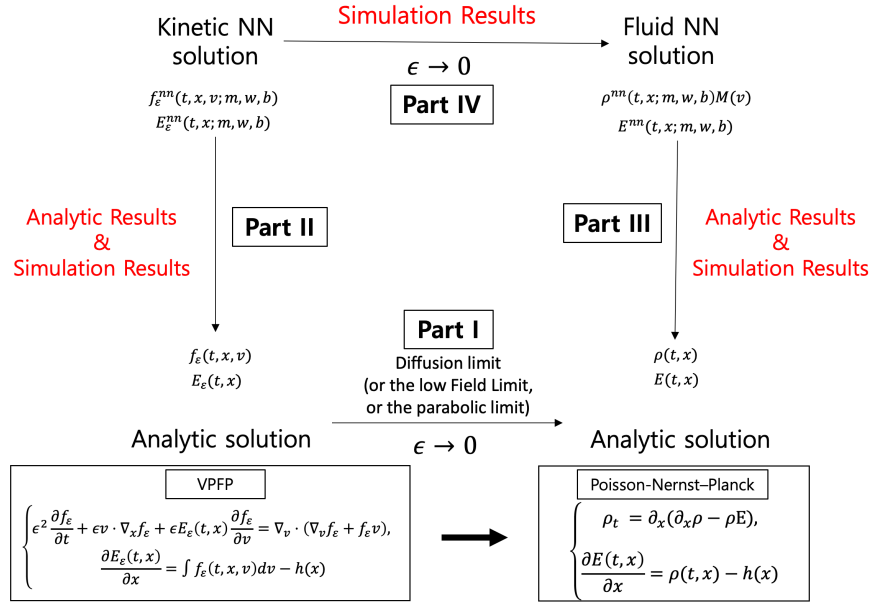 Simulation Results
Kinetic NN
solution
Fluid NN
solution
ϵ → 0
Part IV
f_ε^{nn}(t, x, v; m, w, b)
E_ε^{nn}(t, x; m, w, b)
ρ^{nn}(t, x; m, w, b)M(v)
E^{nn}(t, x; m, w, b)
Analytic Results
&
Simulation Results
Part II
Part III
Analytic Results
&
Simulation Results
Part I
Diffusion limit
(or the low Field Limit,
or the parabolic limit)
ϵ → 0
f_ε(t, x, v)
E_ε(t, x)
ρ(t, x)
E(t, x)
Analytic solution
Analytic solution
VPFP
ϵ² ∂f_ε/∂t + ϵv · ∇_x f_ε + ϵE_ε(t, x) ∂f_ε/∂v = ∇_v · (∇_v f_ε + f_ε v),
∂E_ε(t, x)/∂x = ∫ f_ε(t, x, v)dv − h(x)
Poisson-Nernst–Planck
ρ_t = ∂_x(∂_xρ − ρE),
∂E(t, x)/∂x = ρ(t, x) − h(x)